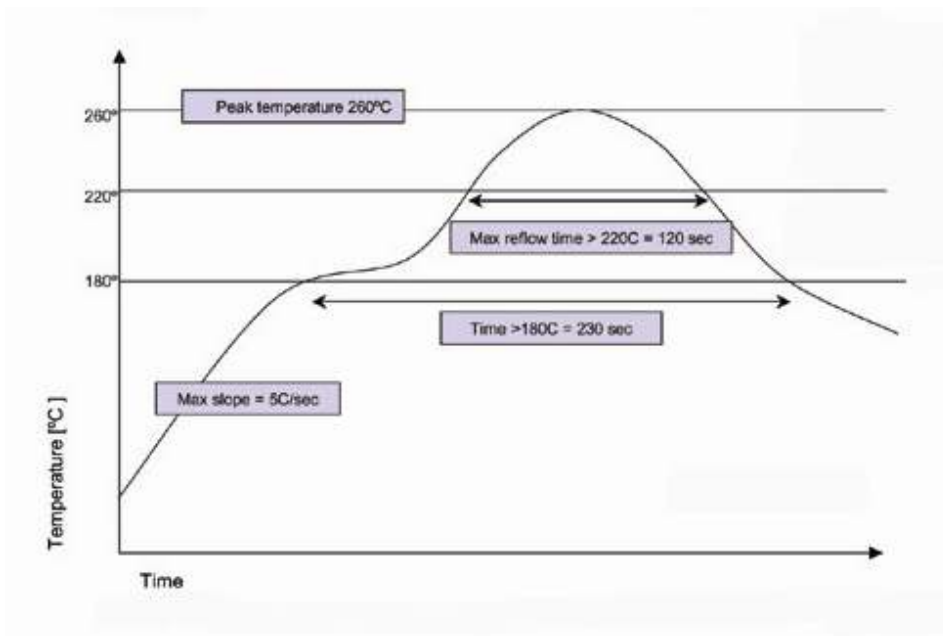 Peak temperature 260ºC
260º
220º
Max reflow time > 220C = 120 sec
180º
Time >180C = 230 sec
Max slope = 5C/sec
Temperature [ºC ]
Time